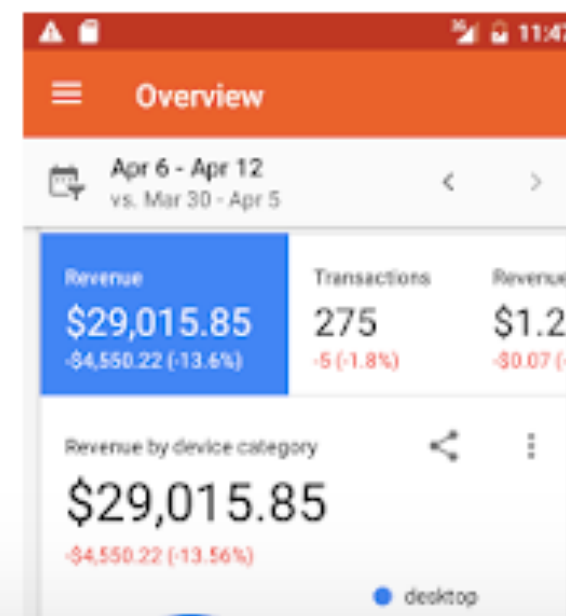 11:47
Overview
Apr 6 - Apr 12
vs. Mar 30 - Apr 5
Revenue Transactions Revenue
$29,015.85 275 $1.2
-$4,550.22 (-13.6%) -5 (-1.8%) -$0.07 (-
Revenue by device category
$29,015.85
-$4,550.22 (-13.56%)
desktop